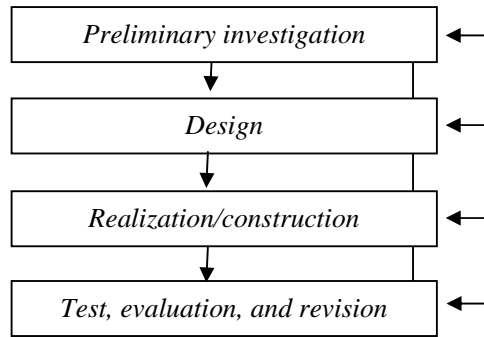 Preliminary investigation
Design
Realization/construction
Test, evaluation, and revision